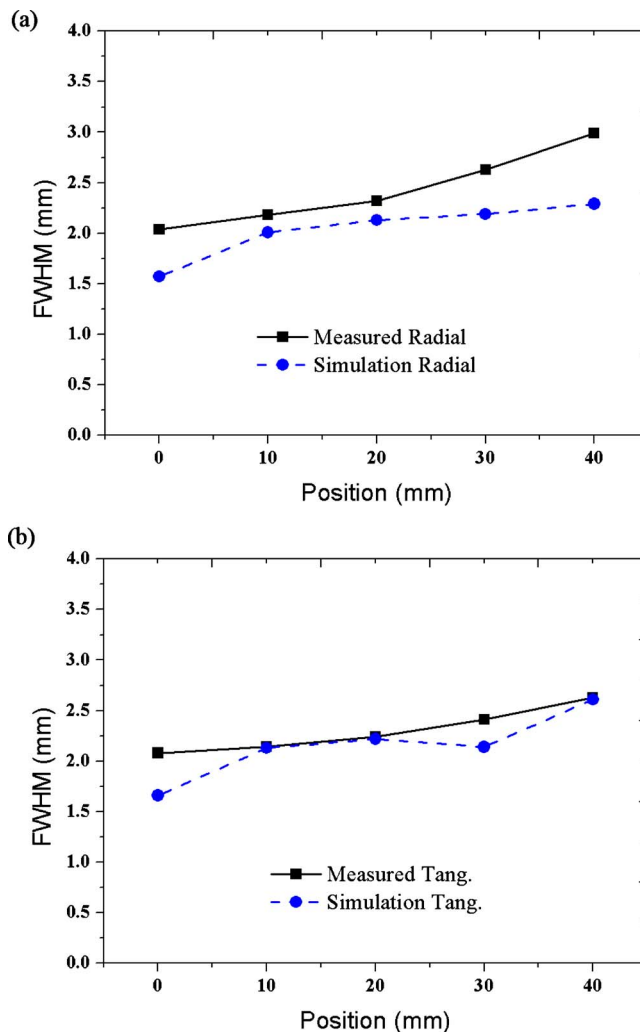 (a)
4.0
3.5
3.0
2.5
2.0
1.5
1.0
0.5
0.0
FWHM (mm)
Measured Radial
Simulation Radial
0 10 20 30 40
Position (mm)
(b)
4.0
3.5
3.0
2.5
2.0
1.5
1.0
0.5
0.0
FWHM (mm)
Measured Tang.
Simulation Tang.
0 10 20 30 40
Position (mm)